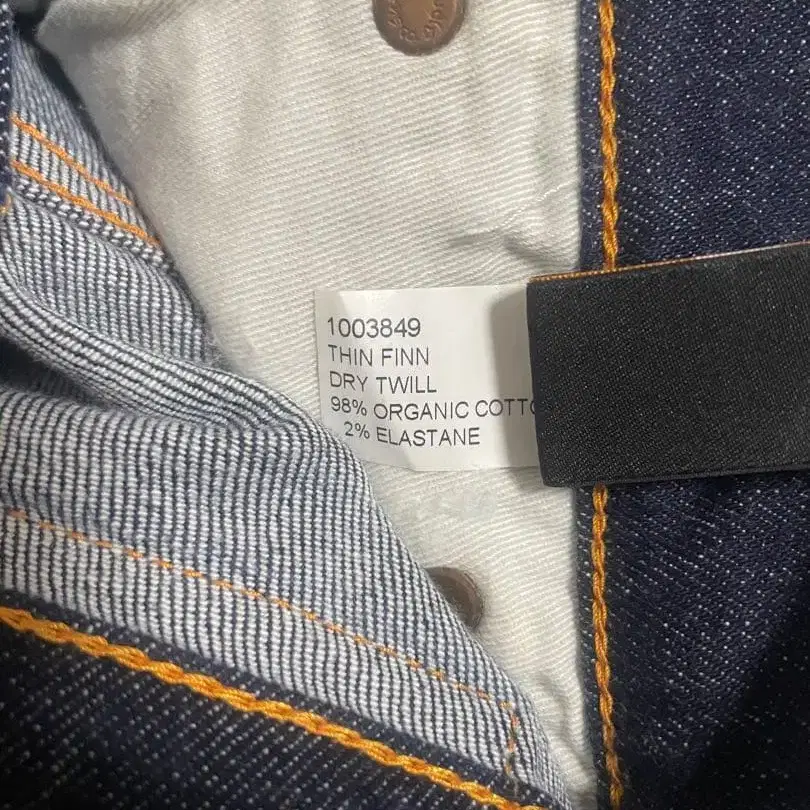 1003849
THIN FINN
DRY TWILL
98% ORGANIC COTTO
2% ELASTANE